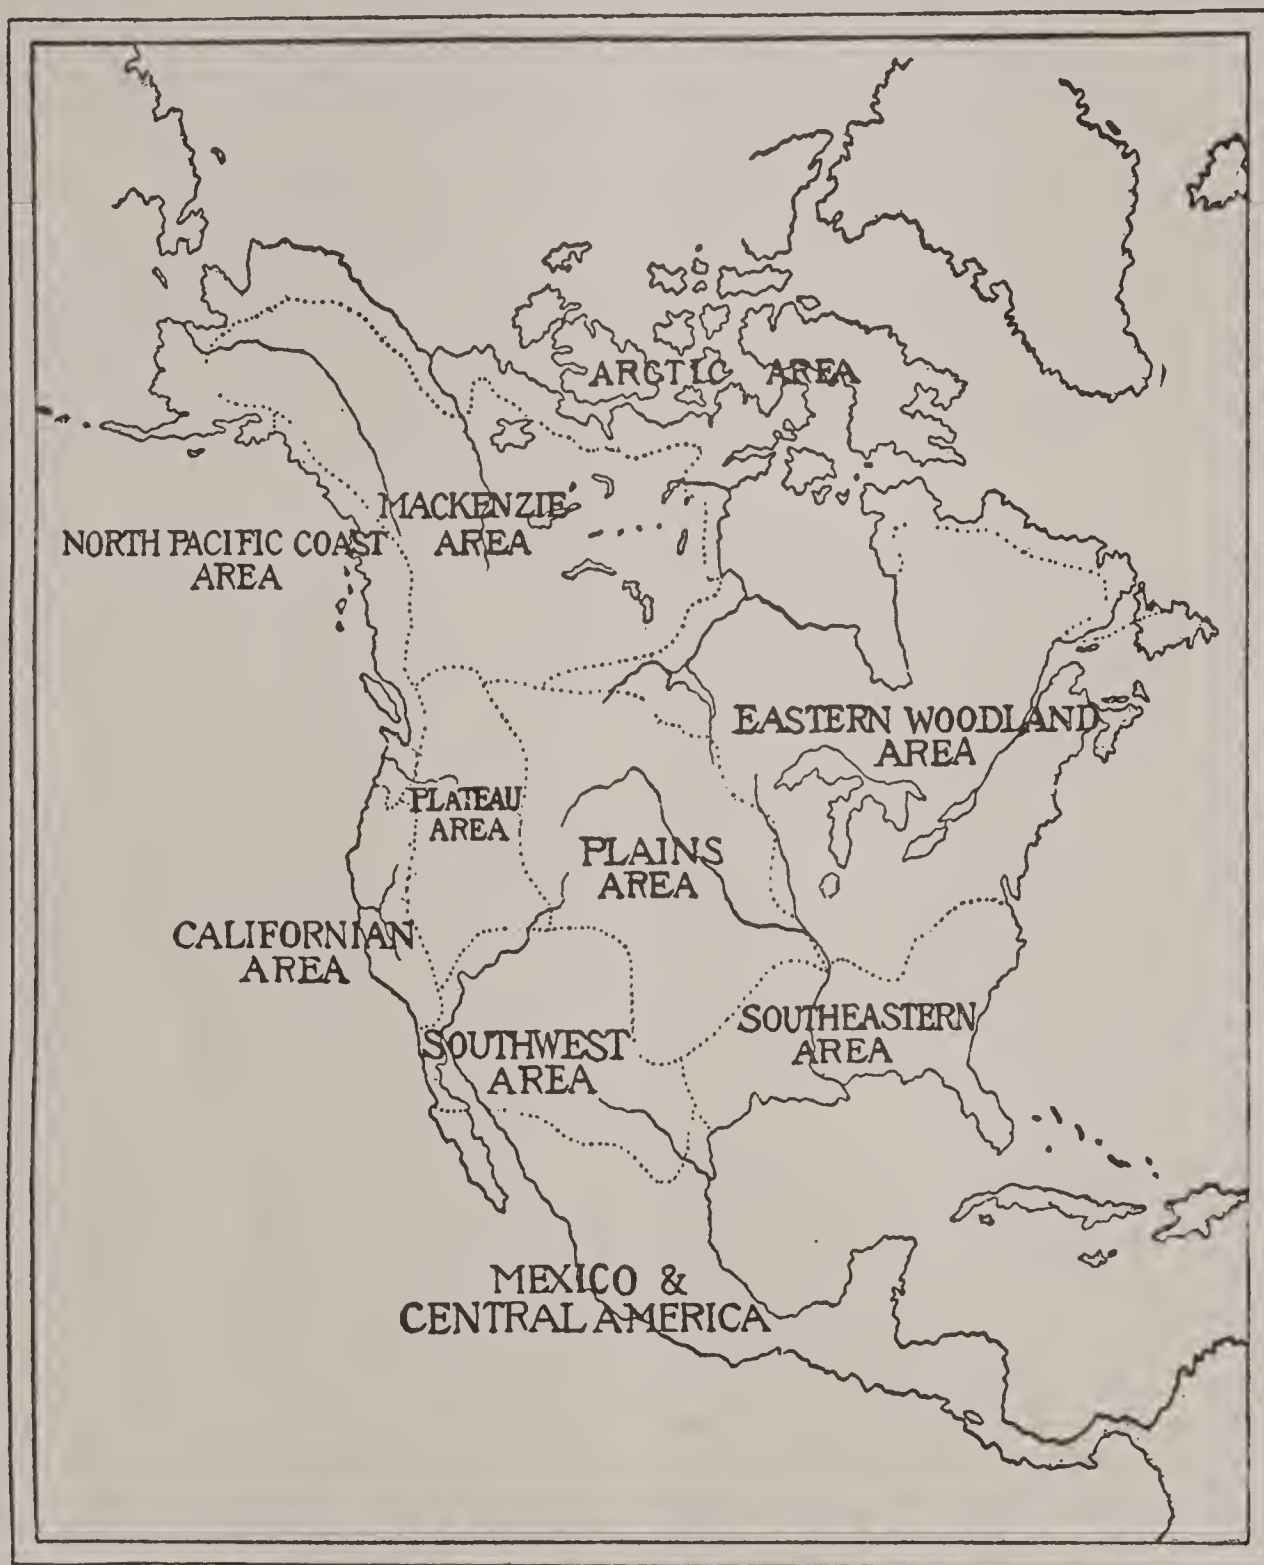 ARCTIC AREA
MACKENZIE
AREA
NORTH PACIFIC COAST
AREA
EASTERN WOODLAND
AREA
PLATEAU
AREA
PLAINS
AREA
CALIFORNIAN
AREA
SOUTHEASTERN
AREA
SOUTHWEST
AREA
MEXICO &
CENTRAL AMERICA